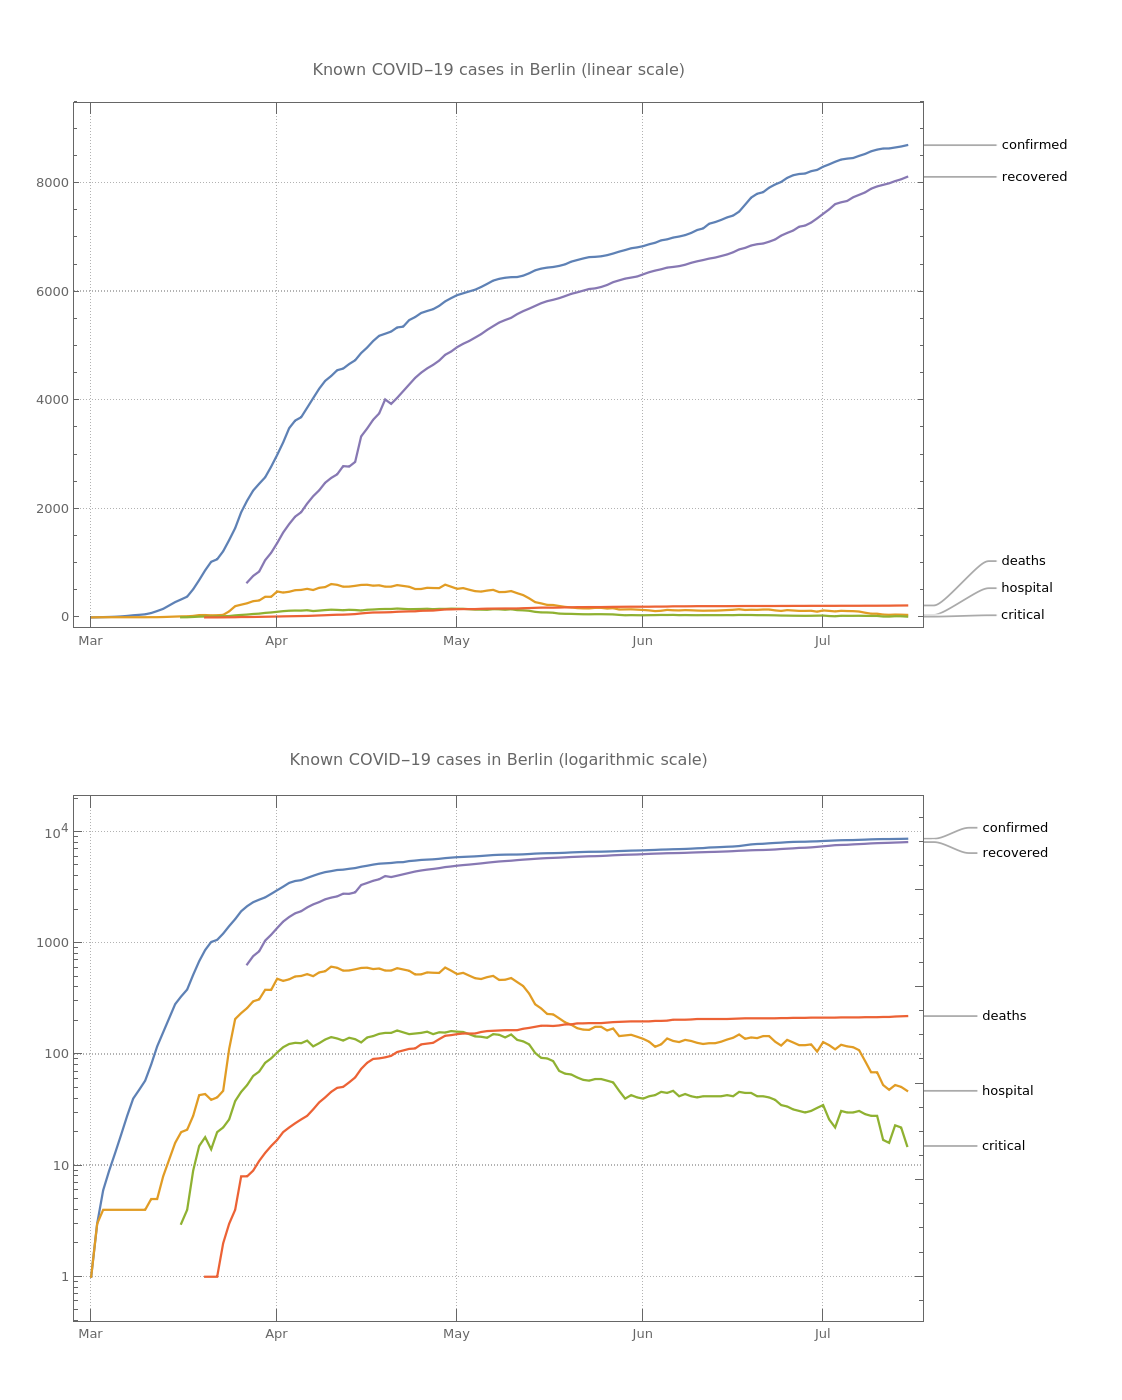 Known COVID‒19 cases in Berlin (linear scale)
confirmed
recovered
8000
6000
4000
2000
deaths
hospital
critical
0
Mar Apr May Jun Jul
Known COVID‒19 cases in Berlin (logarithmic scale)
10⁴
confirmed
recovered
1000
deaths
100
hospital
critical
10
1
Mar Apr May Jun Jul